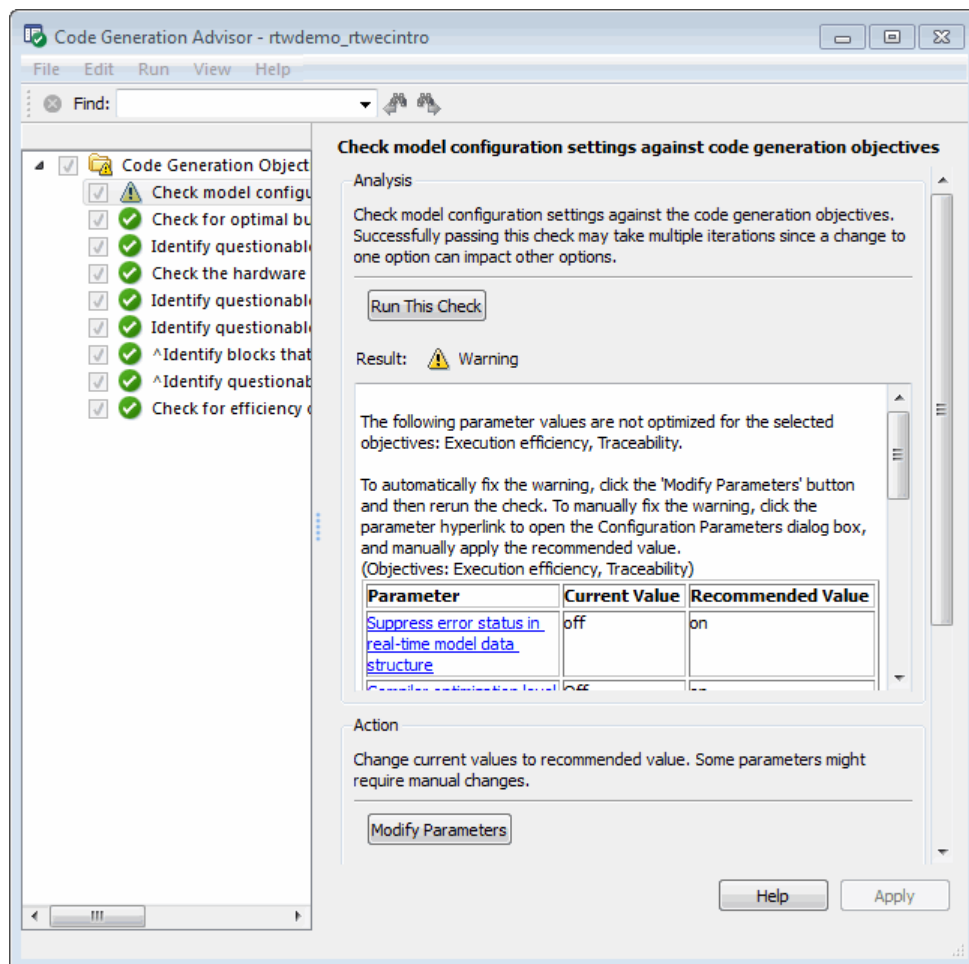 Code Generation Advisor - rtwdemo_rtwecintro
File Edit Run View Help
Find:
Code Generation Object
Check model configu
Check for optimal bu
Identify questionabl
Check the hardware
Identify questionabl
Identify questionabl
^Identify blocks that
^Identify questionab
Check for efficiency
Check model configuration settings against code generation objectives
Analysis
Check model configuration settings against the code generation objectives.
Successfully passing this check may take multiple iterations since a change to
one option can impact other options.
Run This Check
Result: Warning
The following parameter values are not optimized for the selected
objectives: Execution efficiency, Traceability.
To automatically fix the warning, click the 'Modify Parameters' button
and then rerun the check. To manually fix the warning, click the
parameter hyperlink to open the Configuration Parameters dialog box,
and manually apply the recommended value.
(Objectives: Execution efficiency, Traceability)
Parameter Current Value Recommended Value
Suppress error status in off on
real-time model data
structure
Compiler optimization level Off on
Action
Change current values to recommended value. Some parameters might
require manual changes.
Modify Parameters
Help Apply